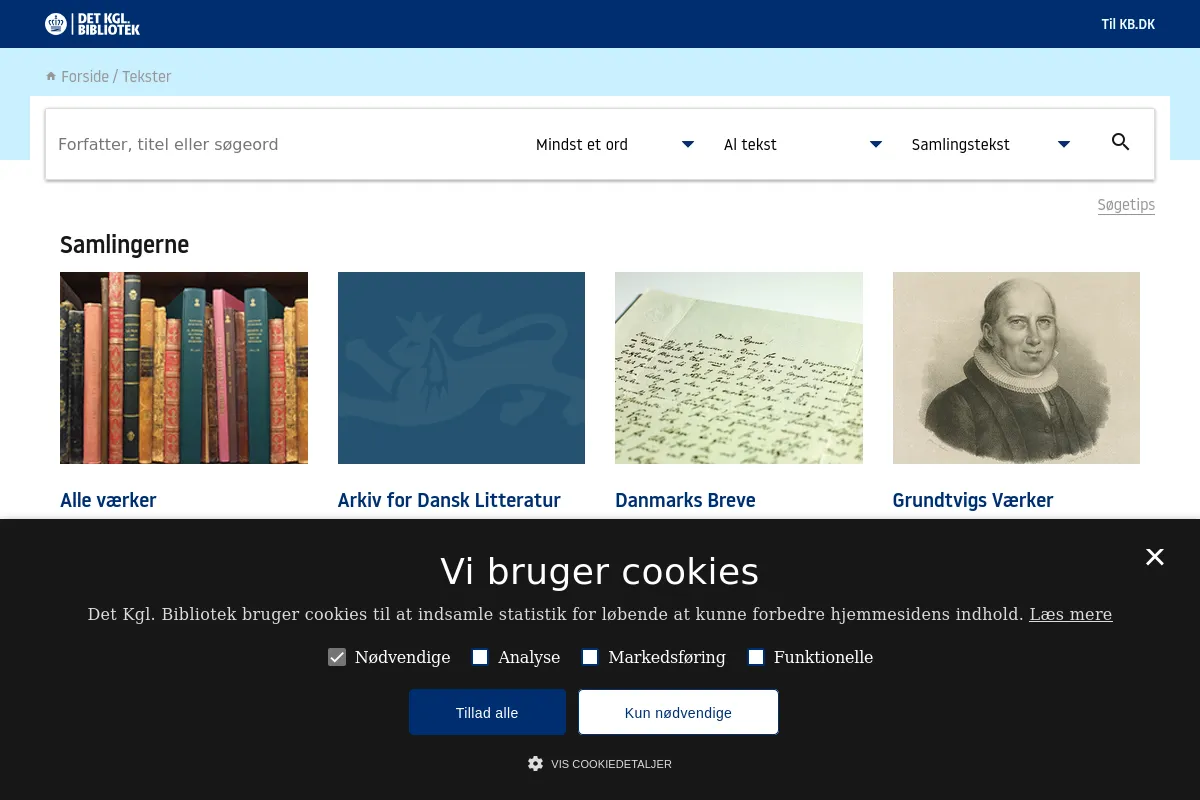 DET KGL.
BIBLIOTEK
Til KB.DK
Forside / Tekster
Forfatter, titel eller søgeord
Mindst et ord
Al tekst
Samlingstekst
Søgetips
Samlingerne
Alle værker
Arkiv for Dansk Litteratur
Danmarks Breve
Grundtvigs Værker
Vi bruger cookies
Det Kgl. Bibliotek bruger cookies til at indsamle statistik for løbende at kunne forbedre hjemmesidens indhold. Læs mere
Nødvendige
Analyse
Markedsføring
Funktionelle
Tillad alle
Kun nødvendige
VIS COOKIEDETALJER